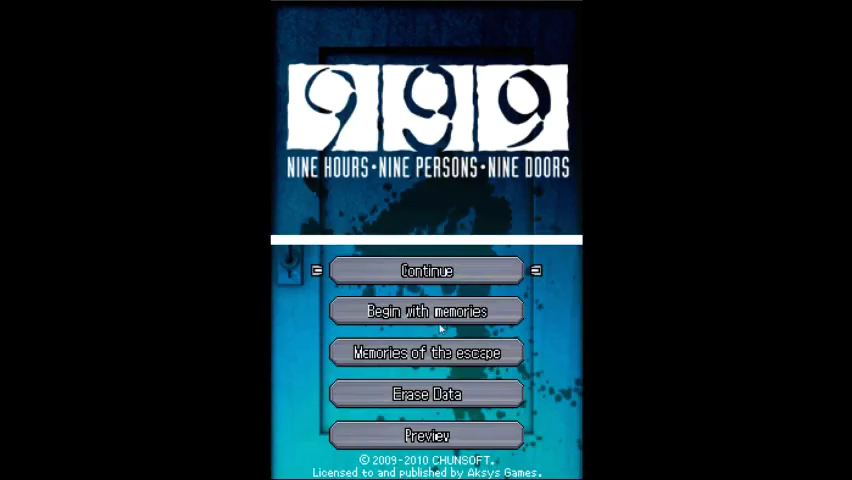 999
NINE HOURS · NINE PERSONS · NINE DOORS
Continue
Begin with memories
Memories of the escape
Erase Data
Preview
© 2009-2010 CHUNSOFT.
Licensed to and published by Aksys Games.